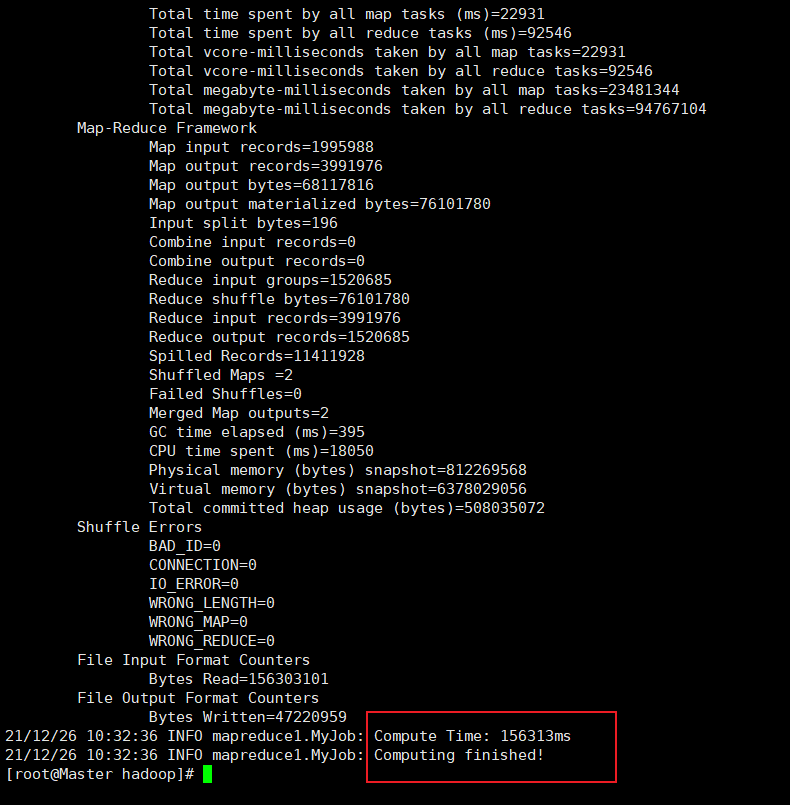 Total time spent by all map tasks (ms)=22931
Total time spent by all reduce tasks (ms)=92546
Total vcore-milliseconds taken by all map tasks=22931
Total vcore-milliseconds taken by all reduce tasks=92546
Total megabyte-milliseconds taken by all map tasks=23481344
Total megabyte-milliseconds taken by all reduce tasks=94767104
Map-Reduce Framework
Map input records=1995988
Map output records=3991976
Map output bytes=68117816
Map output materialized bytes=76101780
Input split bytes=196
Combine input records=0
Combine output records=0
Reduce input groups=1520685
Reduce shuffle bytes=76101780
Reduce input records=3991976
Reduce output records=1520685
Spilled Records=11411928
Shuffled Maps =2
Failed Shuffles=0
Merged Map outputs=2
GC time elapsed (ms)=395
CPU time spent (ms)=18050
Physical memory (bytes) snapshot=812269568
Virtual memory (bytes) snapshot=6378029056
Total committed heap usage (bytes)=508035072
Shuffle Errors
BAD_ID=0
CONNECTION=0
IO_ERROR=0
WRONG_LENGTH=0
WRONG_MAP=0
WRONG_REDUCE=0
File Input Format Counters
Bytes Read=156303101
File Output Format Counters
Bytes Written=47220959
21/12/26 10:32:36 INFO mapreduce1.MyJob: Compute Time: 156313ms
21/12/26 10:32:36 INFO mapreduce1.MyJob: Computing finished!
[root@Master hadoop]#